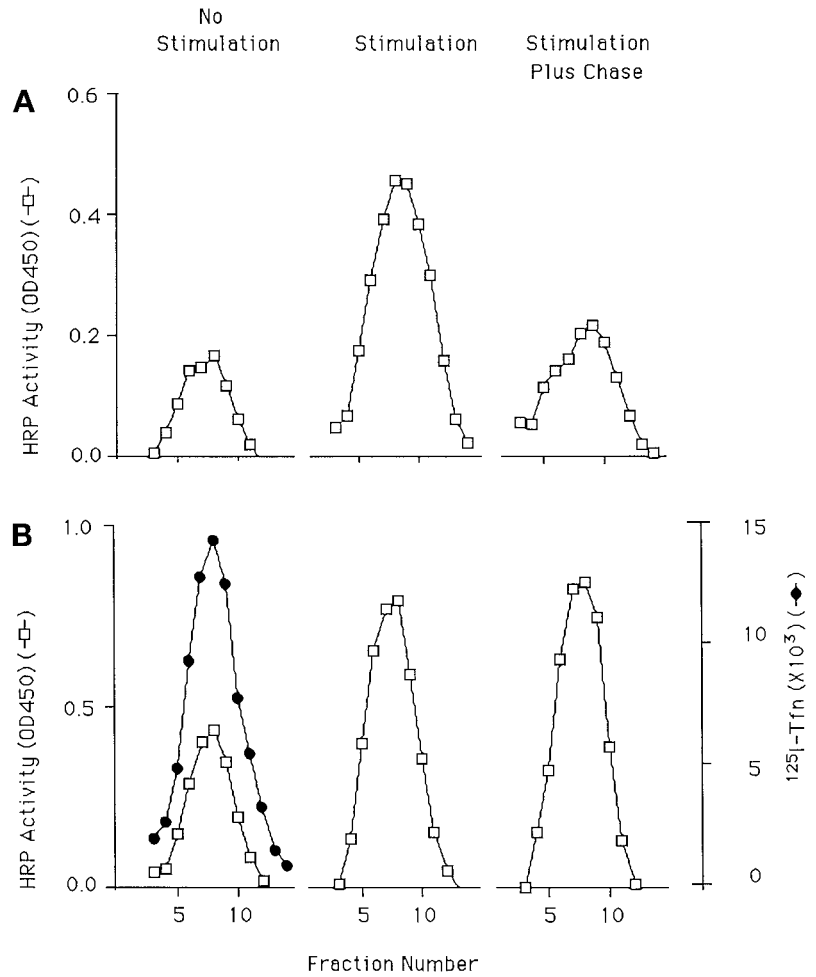 No
Stimulation
Stimulation
Stimulation
Plus Chase
A
0.6
0.4
0.2
0.0
HRP Activity (OD450) (-□-)
B
1.0
0.5
0.0
HRP Activity (OD450) (-□-)
15
10
5
0
125I-Tfn (X10³) (-●-)
5 10
5 10
5 10
Fraction Number